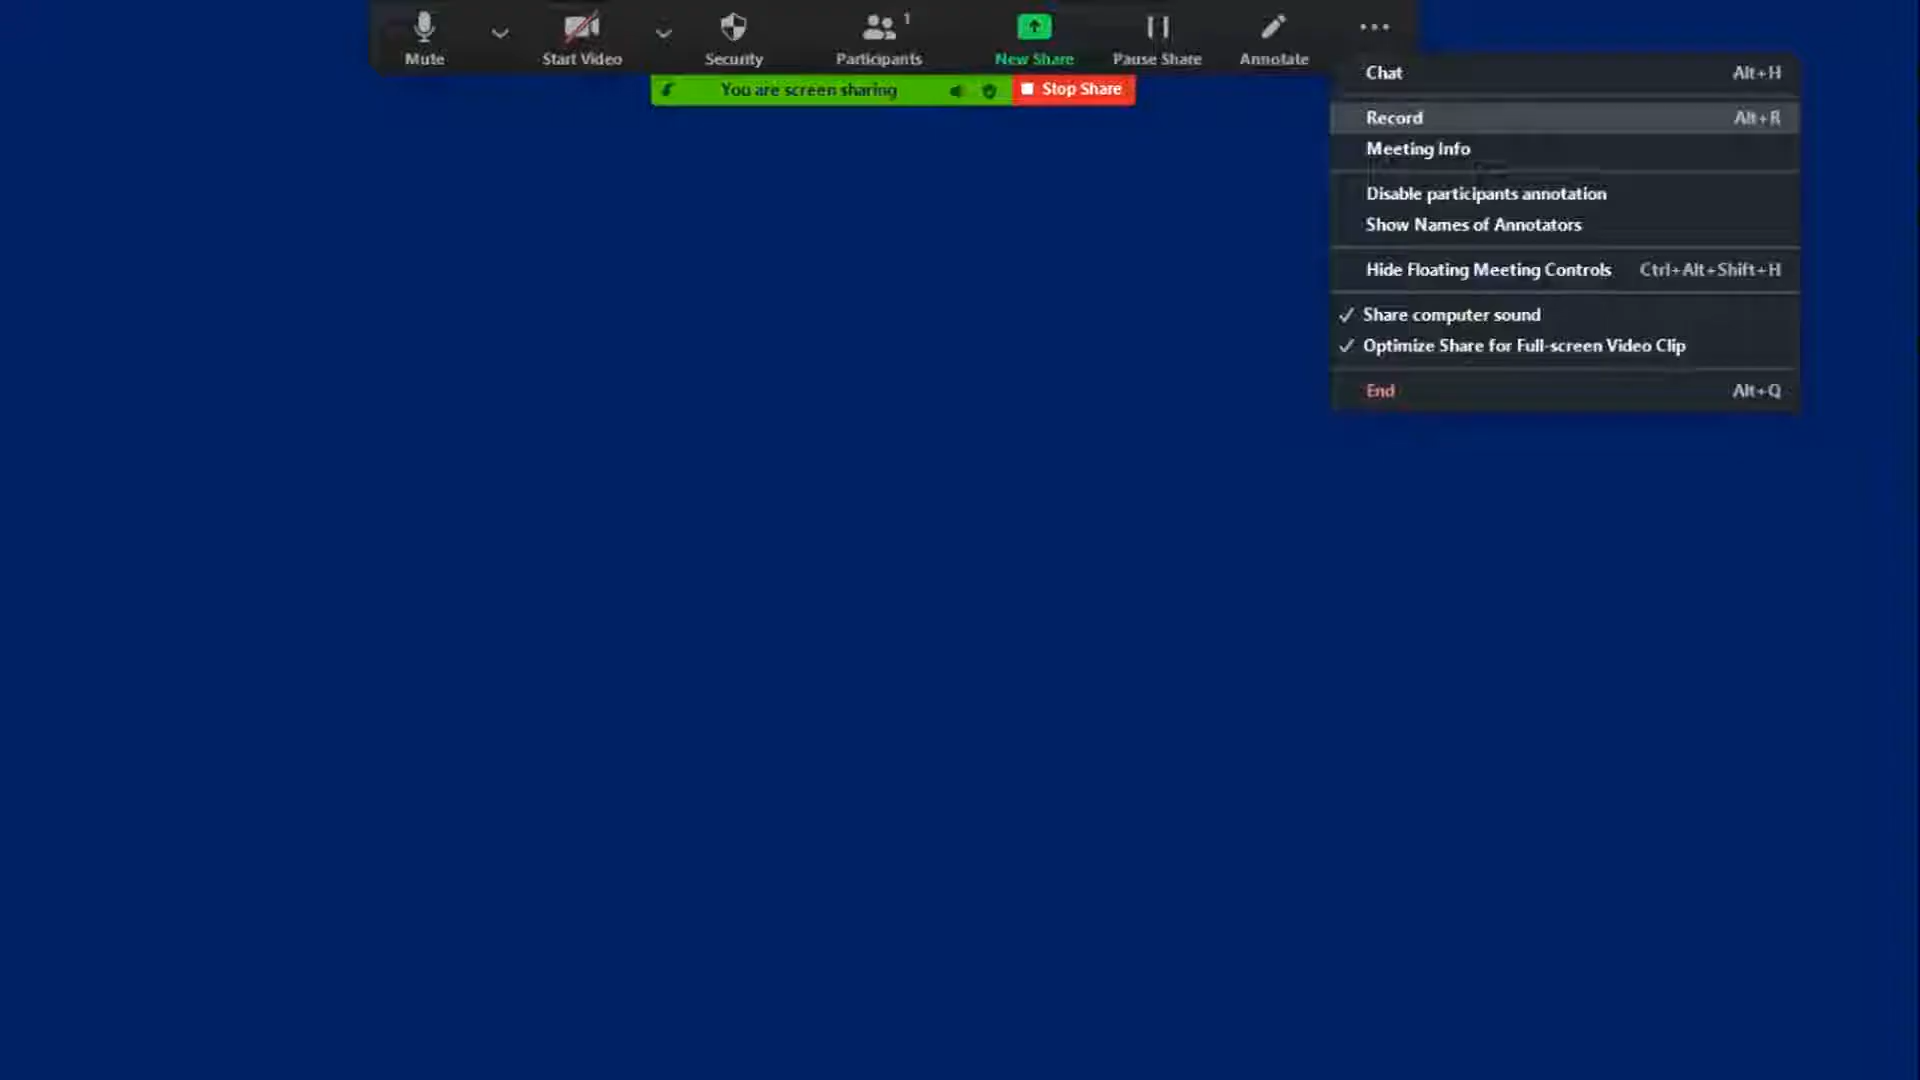 1
Mute
Start Video
Security
Participants
New Share
Pause Share
Annotate
You are screen sharing
Stop Share
Chat Alt+H
Record Alt+R
Meeting Info
Disable participants annotation
Show Names of Annotators
Hide Floating Meeting Controls Ctrl+Alt+Shift+H
Share computer sound
Optimize Share for Full-screen Video Clip
End Alt+Q